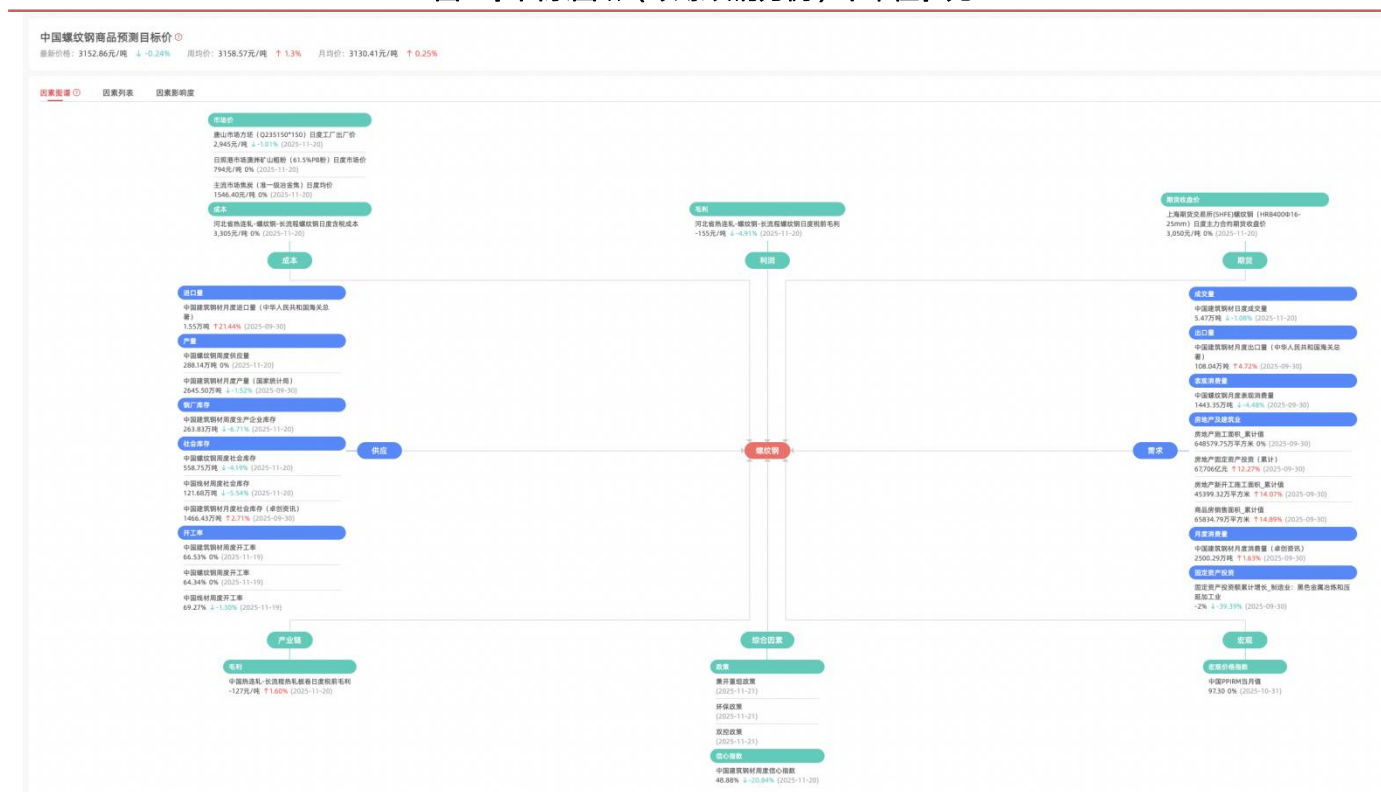 中国螺纹钢商品预测目标价
最新价格：3152.86元/吨 ↓ -0.24% 周均价：3158.57元/吨 ↑ 1.3% 月均价：3130.41元/吨 ↑ 0.25%
因素图谱 因素列表 因素影响度
市场价
唐山市场方坯（Q235150*150）日度工厂出厂价
2,945元/吨 ↓-1.01% (2025-11-20)
日照港市场澳洲矿山粗粉（61.5%PB粉）日度市场价
794元/吨 0% (2025-11-20)
主流市场焦炭（准一级冶金焦）日度均价
1546.40元/吨 0% (2025-11-20)
成本
河北省热连轧-螺纹钢-长流程螺纹钢日度含税成本
3,305元/吨 0% (2025-11-20)
成本
毛利
河北省热连轧-螺纹钢-长流程螺纹钢日度税前毛利
-155元/吨 ↓-4.91% (2025-11-20)
利润
期货收盘价
上海期货交易所(SHFE)螺纹钢（HRB400Φ16-
25mm）日度主力合约期货收盘价
3,050元/吨 0% (2025-11-20)
期货
进口量
中国建筑钢材月度进口量（中华人民共和国海关总
署）
1.55万吨 ↑21.44% (2025-09-30)
产量
中国螺纹钢周度供应量
288.14万吨 0% (2025-11-20)
中国建筑钢材月度产量（国家统计局）
2645.50万吨 ↓-1.52% (2025-09-30)
钢厂库存
中国建筑钢材周度生产企业库存
263.83万吨 ↓-6.71% (2025-11-20)
社会库存
中国螺纹钢周度社会库存
558.75万吨 ↓-4.19% (2025-11-20)
中国线材周度社会库存
121.68万吨 ↓-5.94% (2025-11-20)
中国建筑钢材月度社会库存（卓创资讯）
1466.43万吨 ↑2.71% (2025-09-30)
开工率
中国建筑钢材周度开工率
66.53% 0% (2025-11-19)
中国螺纹钢周度开工率
64.34% 0% (2025-11-19)
中国线材周度开工率
69.27% ↓-1.30% (2025-11-19)
供应
螺纹钢
需求
成交量
中国建筑钢材日度成交量
5.47万吨 ↓-1.08% (2025-11-20)
出口量
中国建筑钢材月度出口量（中华人民共和国海关总
署）
108.04万吨 ↑4.72% (2025-09-30)
表观消费量
中国螺纹钢月度表观消费量
1443.35万吨 ↓-4.48% (2025-09-30)
房地产及建筑业
房地产施工面积_累计值
648579.75万平方米 0% (2025-09-30)
房地产固定资产投资（累计）
67,706亿元 ↑12.27% (2025-09-30)
房地产新开工施工面积_累计值
45399.32万平方米 ↑14.07% (2025-09-30)
商品房销售面积_累计值
65834.79万平方米 ↑14.89% (2025-09-30)
月度消费量
中国建筑钢材月度消费量（卓创资讯）
2500.29万吨 ↑1.63% (2025-09-30)
固定资产投资
固定资产投资额累计增长_制造业：黑色金属冶炼和压
延加工业
-2% ↓-39.39% (2025-09-30)
产业链
毛利
中国热连轧-长流程热轧板卷日度税前毛利
-127元/吨 ↑1.60% (2025-11-20)
综合因素
政策
兼并重组政策
(2025-11-21)
环保政策
(2025-11-21)
双控政策
(2025-11-21)
信心指数
中国建筑钢材周度信心指数
48.88% ↓-20.84% (2025-11-20)
宏观
宏观价格指数
中国PPIRM当月值
97.30 0% (2025-10-31)